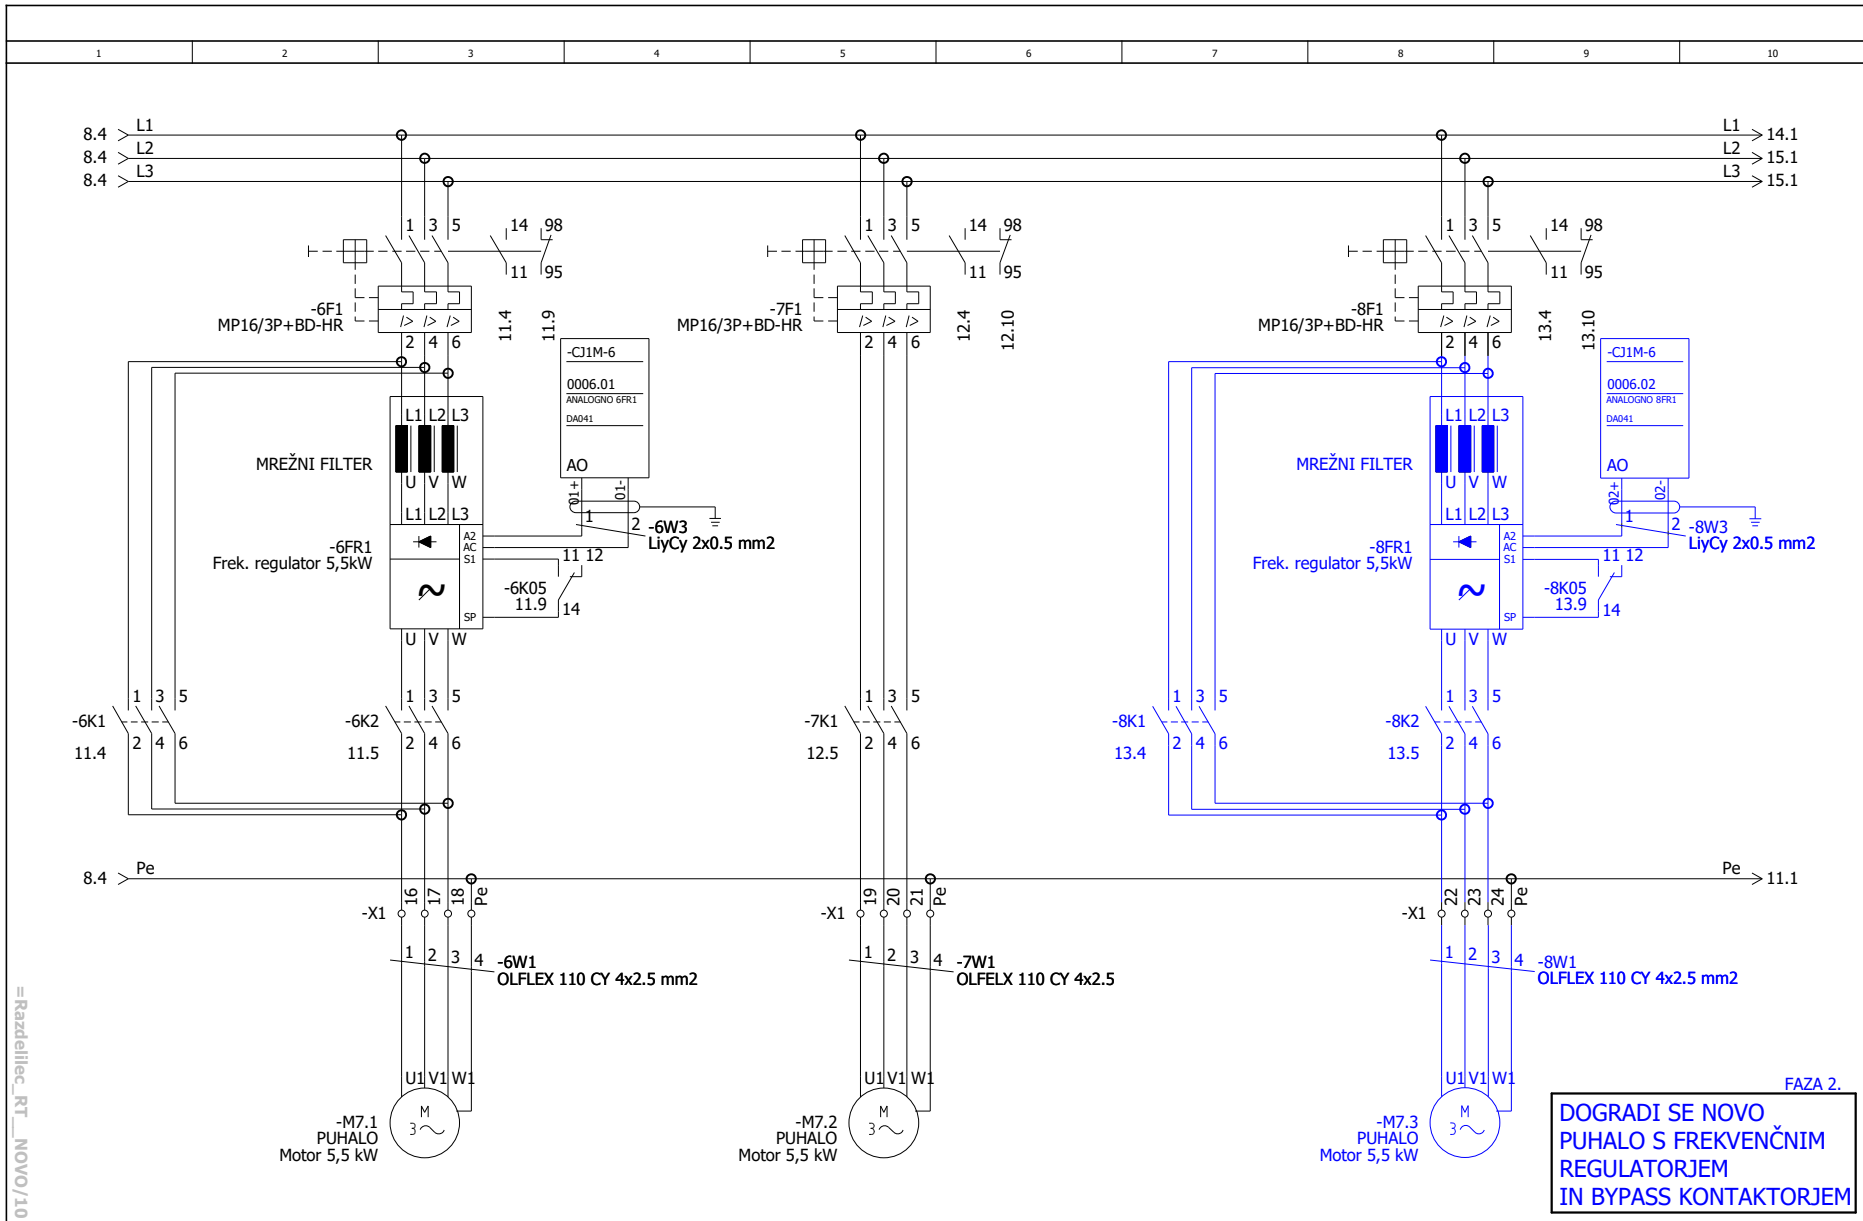 1 2 3 4 5 6 7 8 9 10
8.4 L1 L1 14.1
8.4 L2 L2 15.1
8.4 L3 L3 15.1
1 3 5 14 98
11 95
-6F1
MP16/3P+BD-HR
I> I> I>
2 4 6
11.4
11.9
1 3 5 14 98
11 95
-7F1
MP16/3P+BD-HR
I> I> I>
2 4 6
12.4
12.10
1 3 5 14 98
11 95
-8F1
MP16/3P+BD-HR
I> I> I>
2 4 6
13.4
13.10
-CJ1M-6
0006.01
ANALOGNO 6FR1
DA041
AO
01+
01-
1 2
-6W3
LiyCy 2x0.5 mm2
L1 L2 L3
MREŽNI FILTER
U V W
L1 L2 L3
-6FR1
Frek. regulator 5,5kW
A2
AC
S1
SP
11 12
-6K05
11.9
14
U V W
-CJ1M-6
0006.02
ANALOGNO 8FR1
DA041
AO
02+
02-
1 2
-8W3
LiyCy 2x0.5 mm2
L1 L2 L3
MREŽNI FILTER
U V W
L1 L2 L3
-8FR1
Frek. regulator 5,5kW
A2
AC
S1
SP
11 12
-8K05
13.9
14
U V W
1 3 5
-6K1
2 4 6
11.4
1 3 5
-6K2
2 4 6
11.5
1 3 5
-7K1
2 4 6
12.5
1 3 5
-8K1
2 4 6
13.4
1 3 5
-8K2
2 4 6
13.5
8.4 Pe Pe 11.1
-X1 16 17 18 Pe
-X1 19 20 21 Pe
-X1 22 23 24 Pe
1 2 3 4 -6W1
OLFLEX 110 CY 4x2.5 mm2
1 2 3 4 -7W1
OLFELX 110 CY 4x2.5
1 2 3 4 -8W1
OLFLEX 110 CY 4x2.5 mm2
U1 V1 W1
M
3
-M7.1
PUHALO
Motor 5,5 kW
U1 V1 W1
M
3
-M7.2
PUHALO
Motor 5,5 kW
U1 V1 W1
M
3
-M7.3
PUHALO
Motor 5,5 kW
FAZA 2.
DOGRADI SE NOVO
PUHALO S FREKVENČNIM
REGULATORJEM
IN BYPASS KONTAKTORJEM
=Razdelilec_RT__NOVO/10